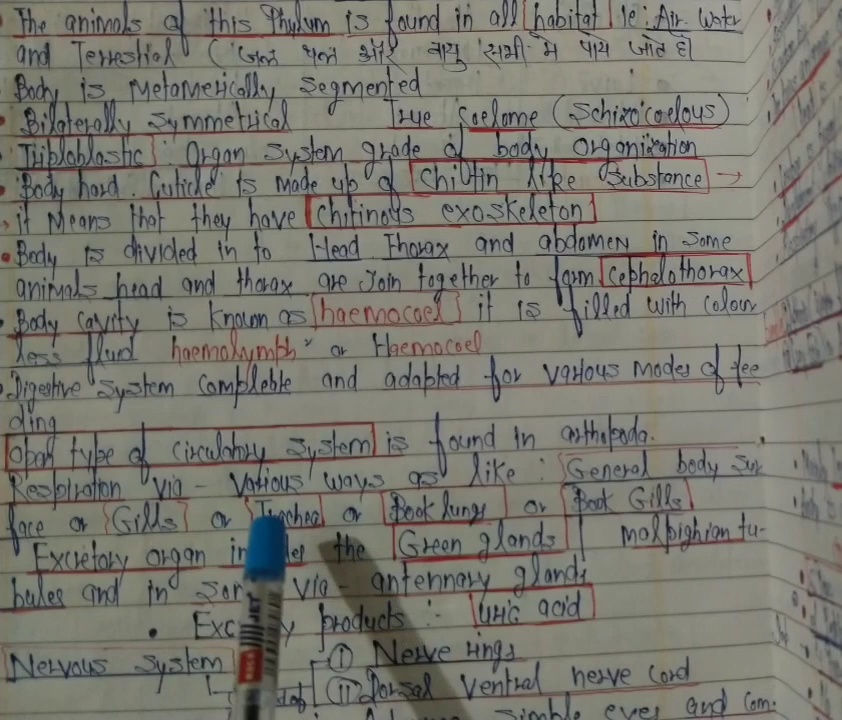 The animals of this Phylum is found in all habitat ie: Air. Water
and Terrestial (जल थल और वायु सभी मे पाये जाते है)
Body is Metamerically Segmented
Bilaterally Symmetrical True Coelome (Schizocoelous)
Triploblastic: Organ System grade of body Organization
Body hard. Cuticle is made up of Chiltin like Substance →
it Means that they have Chitinoys exoskeleton
Body is divided in to Head Thorax and abdomen in Some
animals head and thorax are Join together to form Cephalothorax
Body Cavity is known as haemocoel it is filled with colour
less fluid haemolymph" or Haemocoel
Digestive System Complebte and adapted for various modes of fee
ding
Open type of circulatory System is found in arthopoda.
Respiration Via - Various ways as like: General body Sur
face or Gills or Trachea or Book lungs or Book Gills
Excretory organ the Green glands malpighian tu-
bules and in via antennary glands
products :- Uric acid
Nervous System
(I) Nerve rings
(II) Dorsal Ventral nerve Cord
Simple eyes and Com-